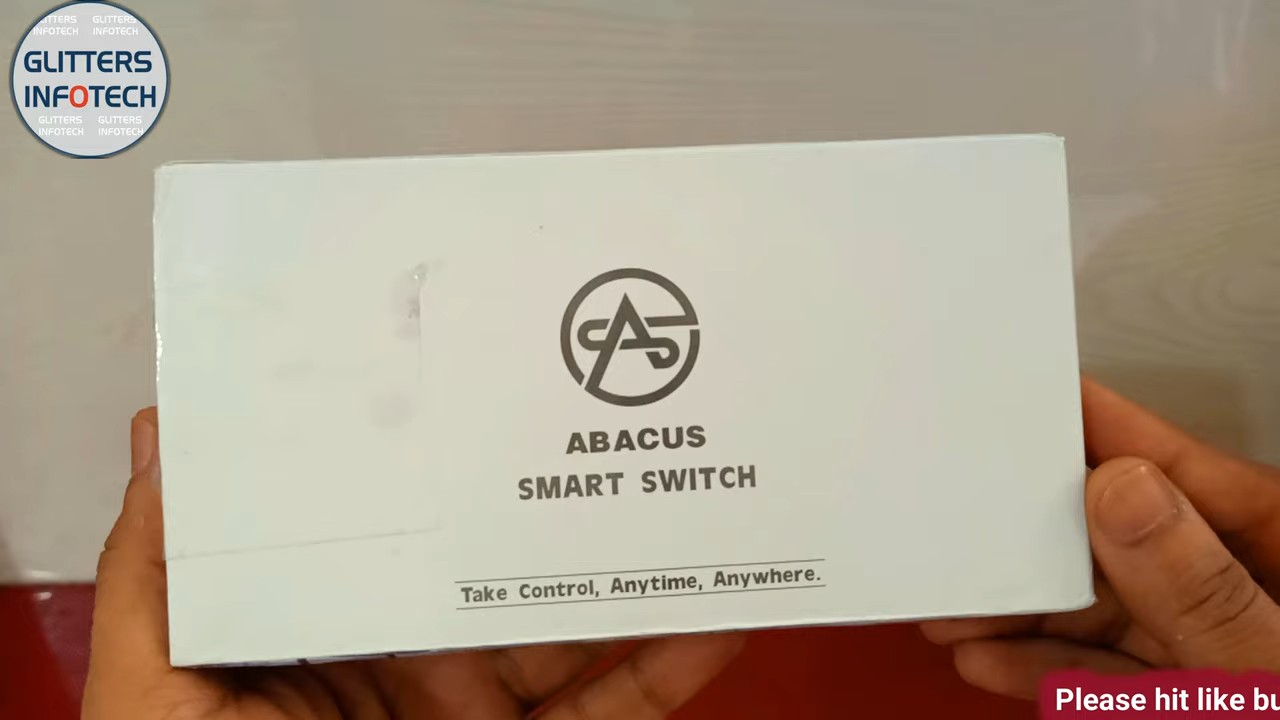 GLITTERS GLITTERS
INFOTECH INFOTECH
GLITTERS
INFOTECH
GLITTERS GLITTERS
INFOTECH INFOTECH
ABACUS
SMART SWITCH
Take Control, Anytime, Anywhere.
Please hit like bu